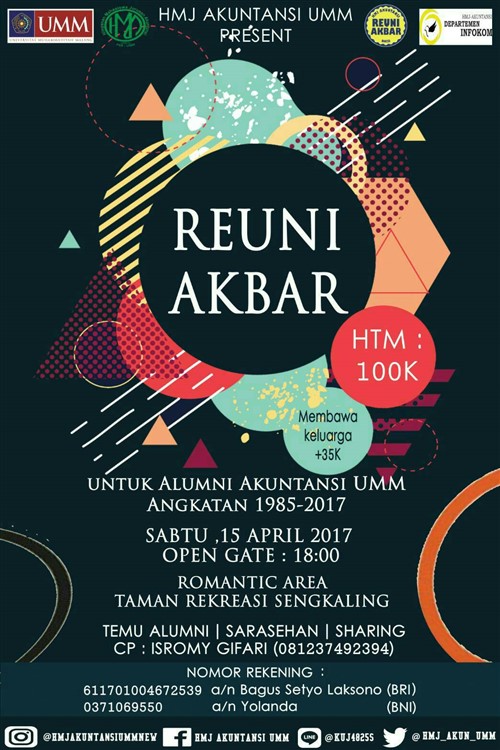 UMM
HMJ AKUNTANSI UMM
PRESENT
REUNI
AKBAR
HMJ AKUNTANSI
DEPARTEMEN
INFOKOM
REUNI
AKBAR
HTM :
100K
Membawa
keluarga
+35K
UNTUK ALUMNI AKUNTANSI UMM
ANGKATAN 1985-2017
SABTU ,15 APRIL 2017
OPEN GATE : 18:00
ROMANTIC AREA
TAMAN REKREASI SENGKALING
TEMU ALUMNI | SARASEHAN | SHARING
CP : ISROMY GIFARI (081237492394)
NOMOR REKENING :
611701004672539 a/n Bagus Setyo Laksono (BRI)
0371069550 a/n Yolanda (BNI)
@HMJAKUNTANSIUMMNEW HMJ AKUNTANSI UMM LINE @KUJ4825S @HMJ_AKUN_UMM